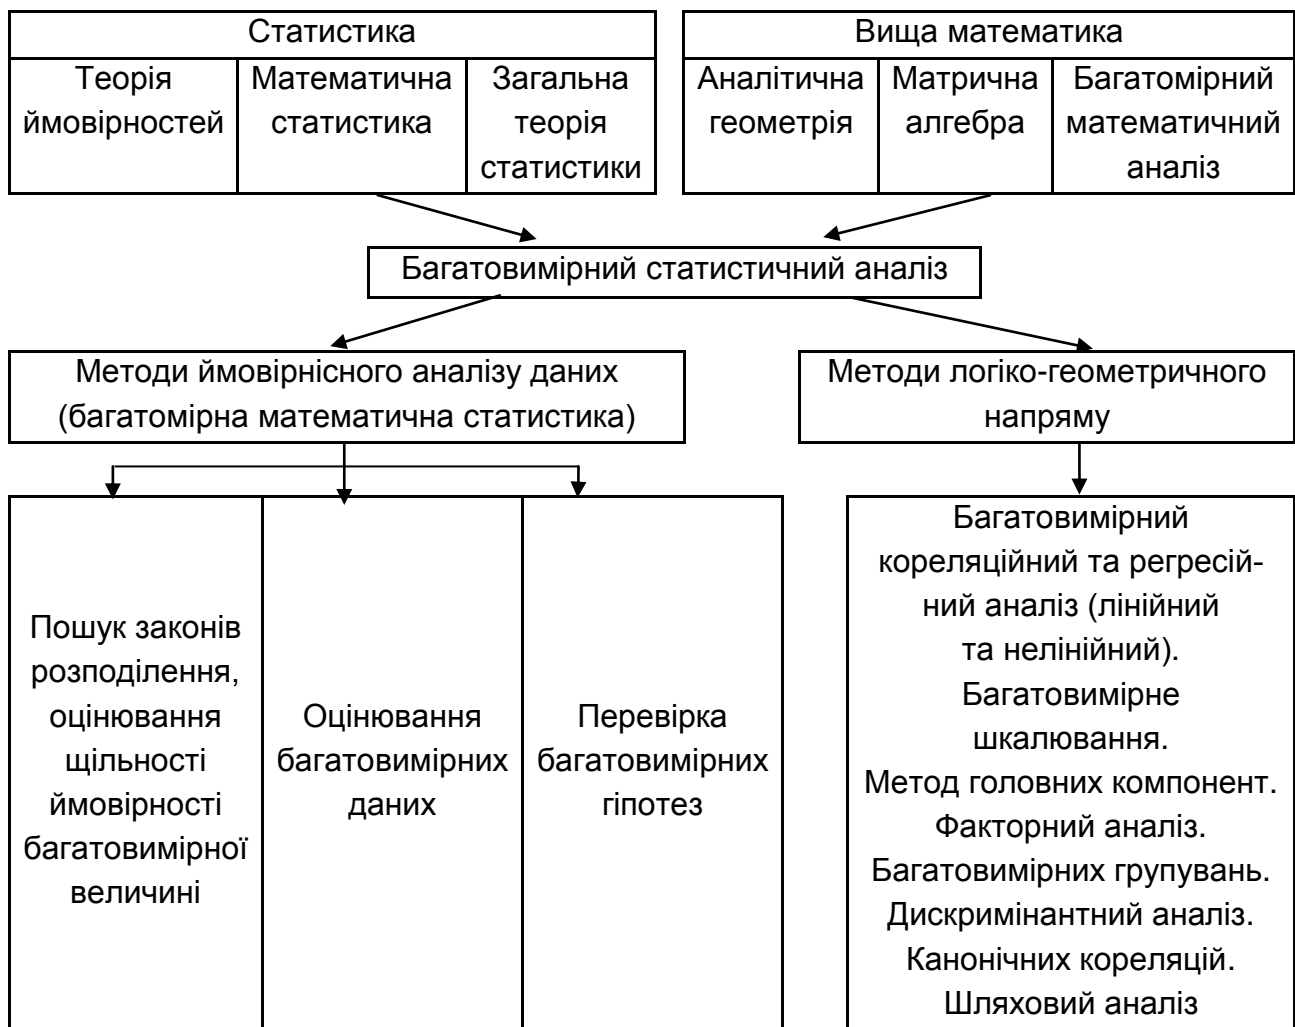 Статистика
Теорія
ймовірностей
Математична
статистика
Загальна
теорія
статистики
Вища математика
Аналітична
геометрія
Матрична
алгебра
Багатомірний
математичний
аналіз
Багатовимірний статистичний аналіз
Методи ймовірнісного аналізу даних
(багатомірна математична статистика)
Методи логіко-геометричного
напряму
Пошук законів
розподілення,
оцінювання
щільності
ймовірності
багатовимірної
величині
Оцінювання
багатовимірних
даних
Перевірка
багатовимірних
гіпотез
Багатовимірний
кореляційний та регресій-
ний аналіз (лінійний
та нелінійний).
Багатовимірне
шкалювання.
Метод головних компонент.
Факторний аналіз.
Багатовимірних групувань.
Дискримінантний аналіз.
Канонічних кореляцій.
Шляховий аналіз